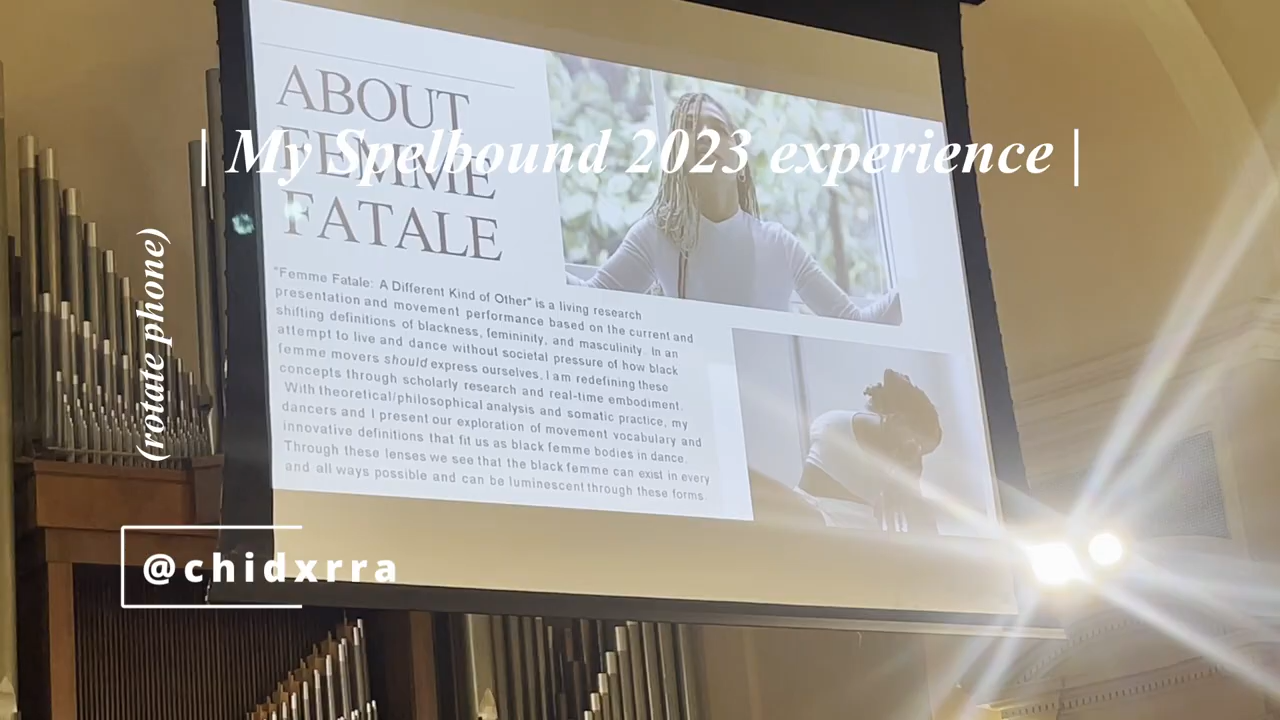 ABOUT
FEMME
FATALE
| My Spelbound 2023 experience |
(rotate phone)
"Femme Fatale: A Different Kind of Other" is a living research
presentation and movement performance based on the current and
shifting definitions of blackness, femininity, and masculinity. In an
attempt to live and dance without societal pressure of how black
femme movers should express ourselves, I am redefining these
concepts through scholarly research and real-time embodiment.
With theoretical/philosophical analysis and somatic practice, my
dancers and I present our exploration of movement vocabulary and
innovative definitions that fit us as black femme bodies in dance.
Through these lenses we see that the black femme can exist in every
and all ways possible and can be luminescent through these forms
@chidxrra